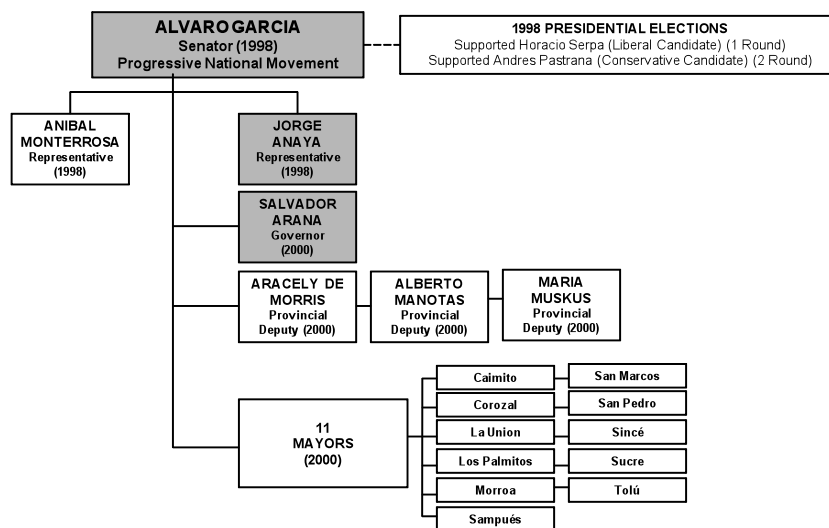 ALVARO GARCIA
Senator (1998)
Progressive National Movement
1998 PRESIDENTIAL ELECTIONS
Supported Horacio Serpa (Liberal Candidate) (1 Round)
Supported Andres Pastrana (Conservative Candidate) (2 Round)
ANIBAL
MONTERROSA
Representative
(1998)
JORGE
ANAYA
Representative
(1998)
SALVADOR
ARANA
Governor
(2000)
ARACELY DE
MORRIS
Provincial
Deputy (2000)
ALBERTO
MANOTAS
Provincial
Deputy (2000)
MARIA
MUSKUS
Provincial
Deputy (2000)
11
MAYORS
(2000)
Caimito
San Marcos
Corozal
San Pedro
La Union
Sincé
Los Palmitos
Sucre
Morroa
Tolú
Sampués